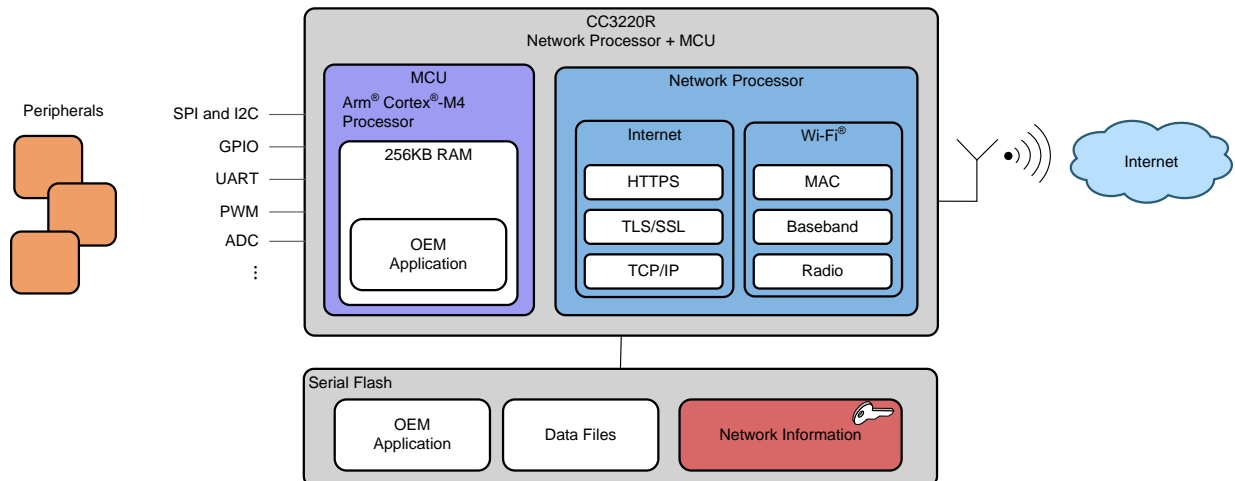 CC3220R
Network Processor + MCU
MCU
Arm® Cortex®-M4
Processor
256KB RAM
OEM
Application
Network Processor
Internet
HTTPS
TLS/SSL
TCP/IP
Wi-Fi®
MAC
Baseband
Radio
Peripherals
SPI and I2C
GPIO
UART
PWM
ADC
Internet
Serial Flash
OEM
Application
Data Files
Network Information